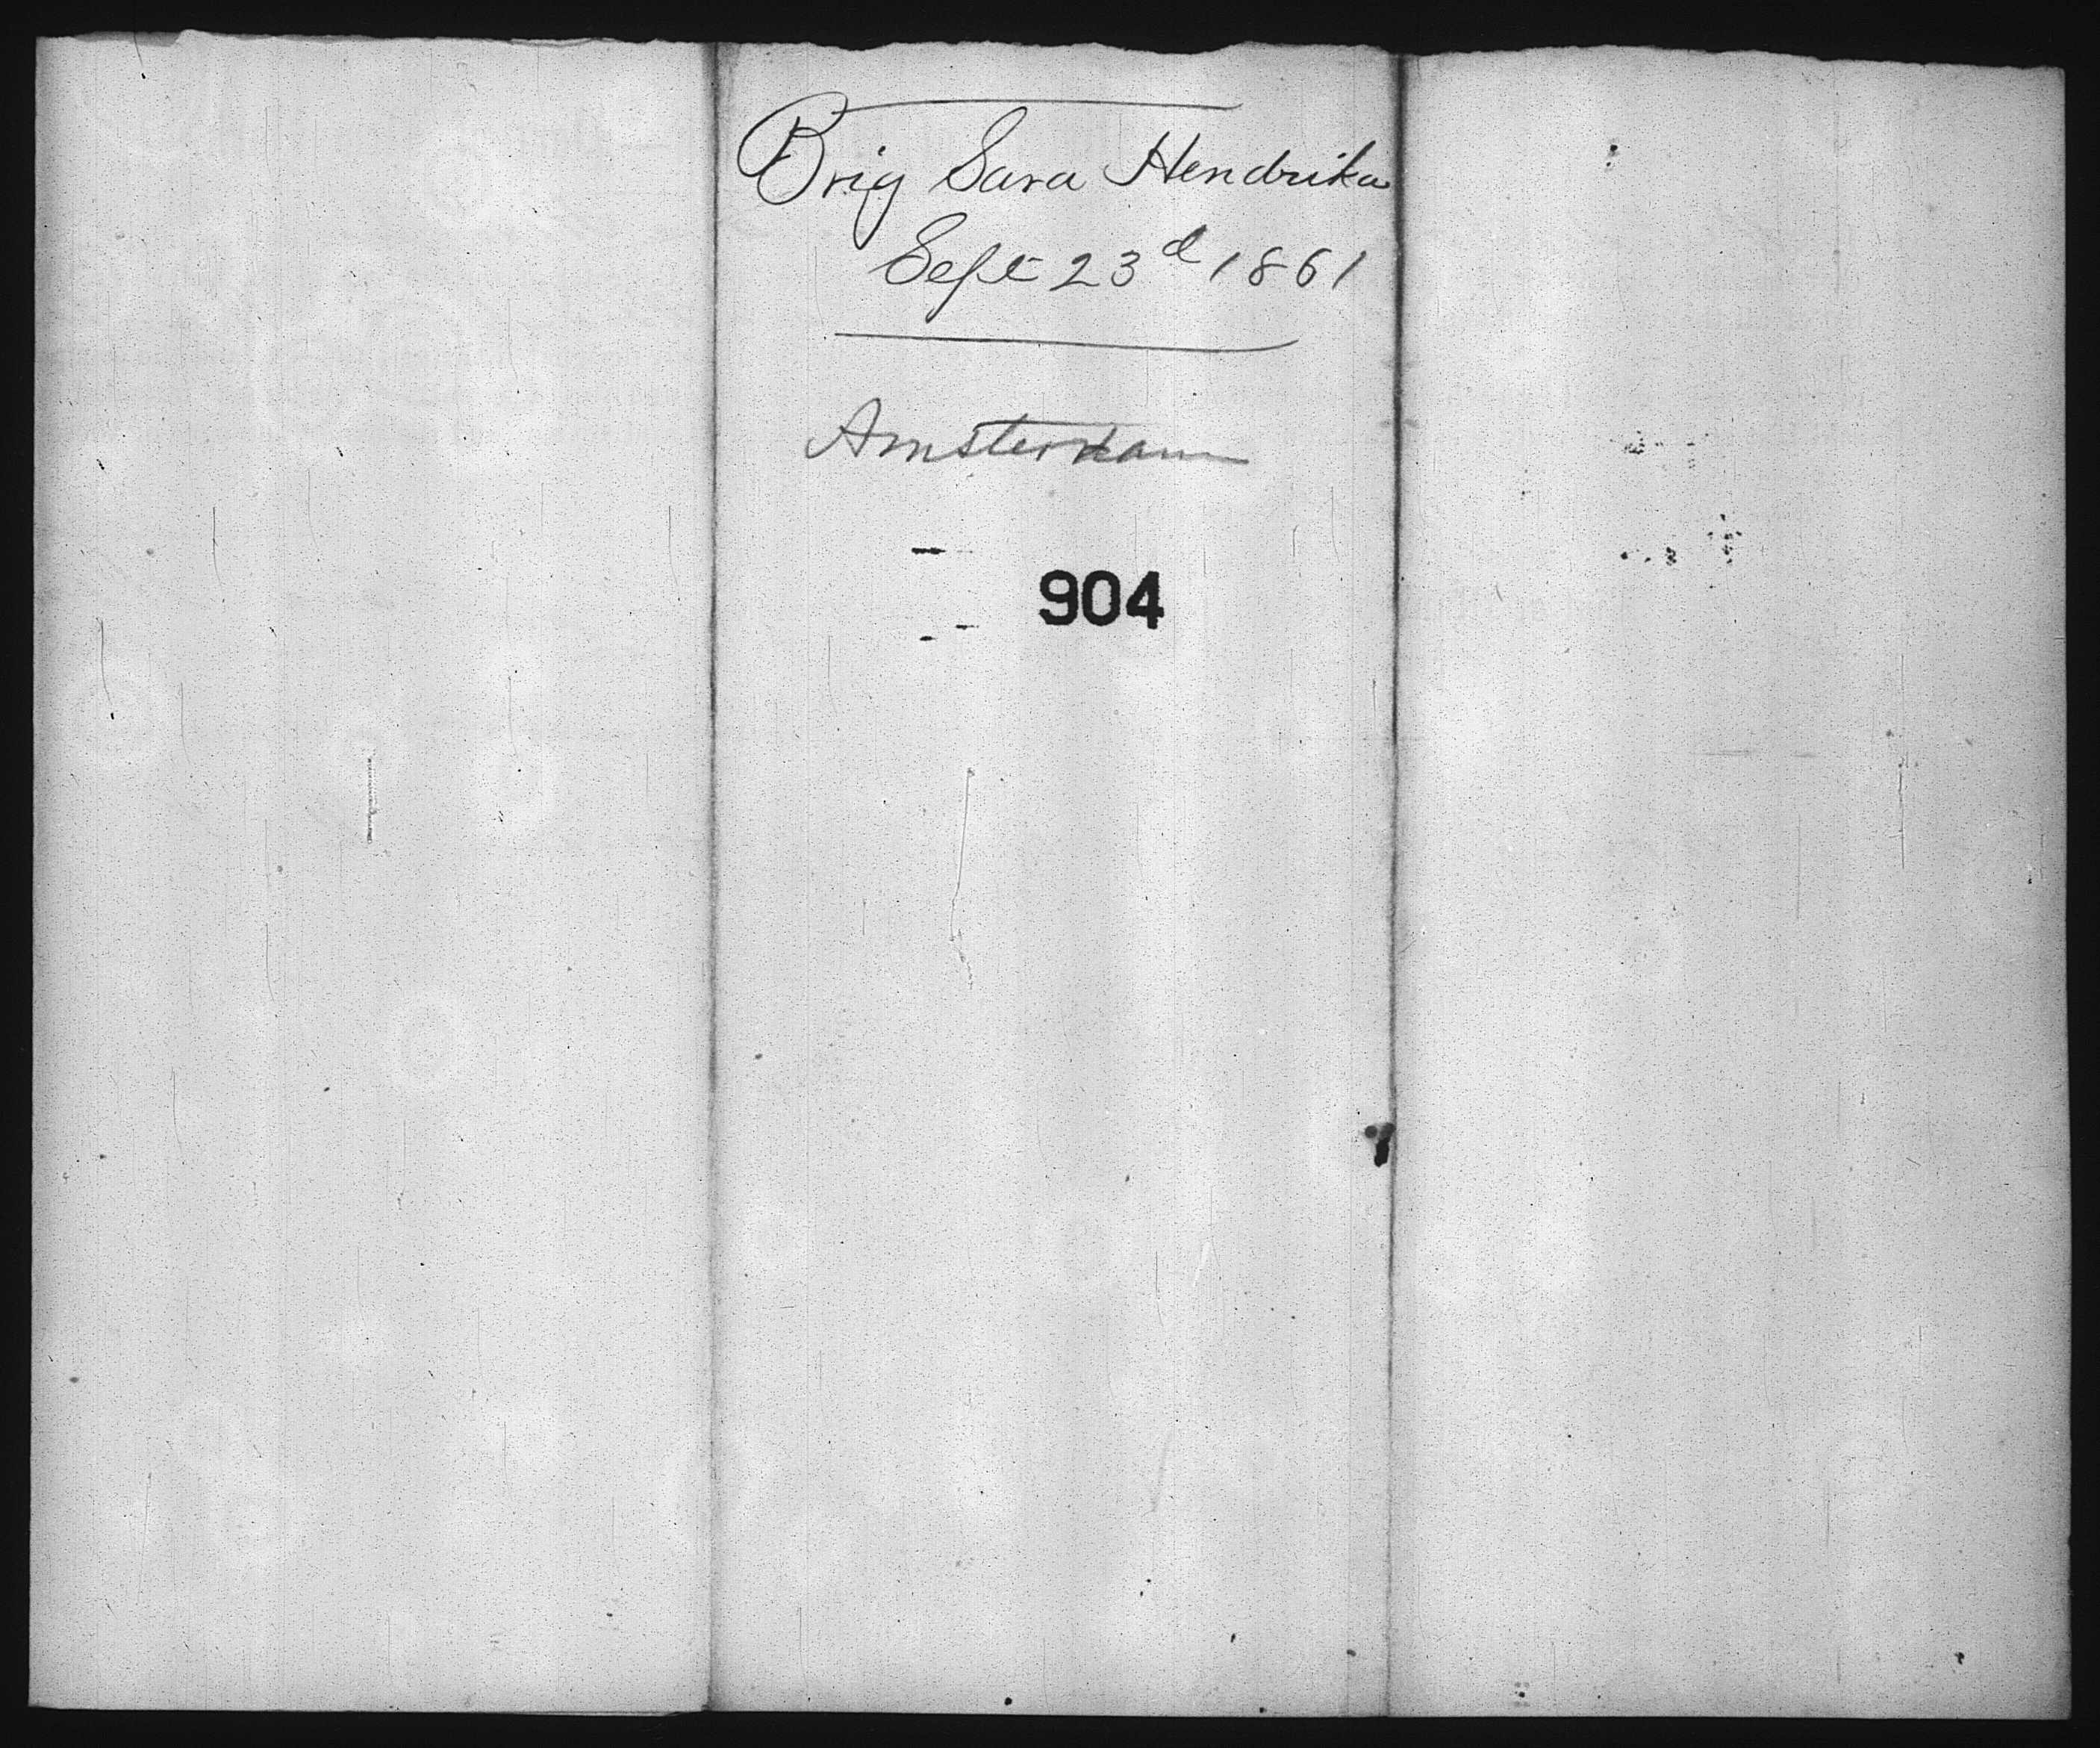 Brig Sara Hendrika
Sept 23d 1861
Amsterdam
904